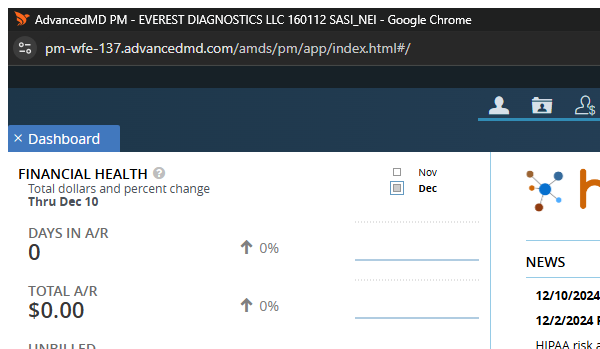 AdvancedMD PM - EVEREST DIAGNOSTICS LLC 160112 SASI_NEI - Google Chrome
pm-wfe-137.advancedmd.com/amds/pm/app/index.html#/
$
× Dashboard
FINANCIAL HEALTH ?
Total dollars and percent change
Thru Dec 10
Nov
Dec
DAYS IN A/R
0
0%
TOTAL A/R
$0.00
0%
UNBILLED
h
NEWS
12/10/2024
12/2/2024
HIPAA risk a